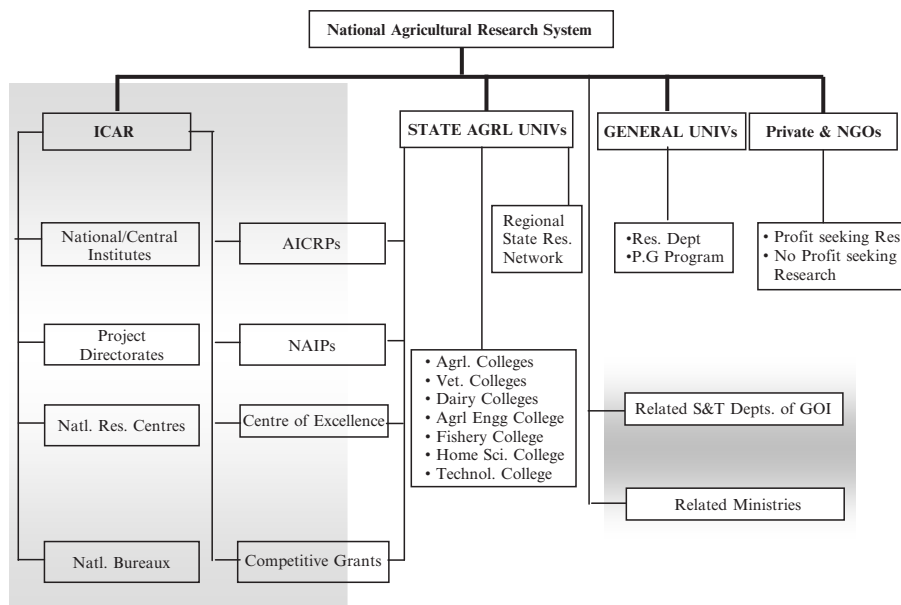 National Agricultural Research System
ICAR
STATE AGRL UNIVs
GENERAL UNIVs
Private & NGOs
National/Central
Institutes
AICRPs
Regional
State Res.
Network
•Res. Dept
•P.G Program
• Profit seeking Res
• No Profit seeking
Research
Project
Directorates
NAIPs
• Agrl. Colleges
• Vet. Colleges
• Dairy Colleges
• Agrl Engg College
• Fishery College
• Home Sci. College
• Technol. College
Natl. Res. Centres
Centre of Excellence
Related S&T Depts. of GOI
Related Ministries
Natl. Bureaux
Competitive Grants